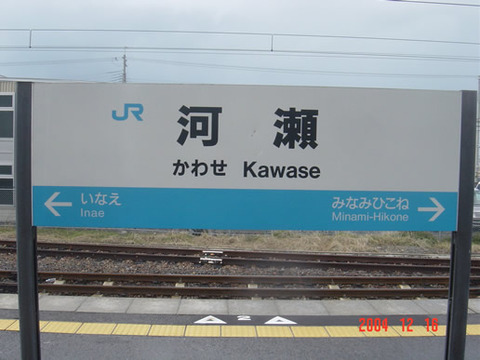 JR 河瀬
かわせ Kawase
いなえ みなみひこね
Inae Minami-Hikone
2
2004 12 16